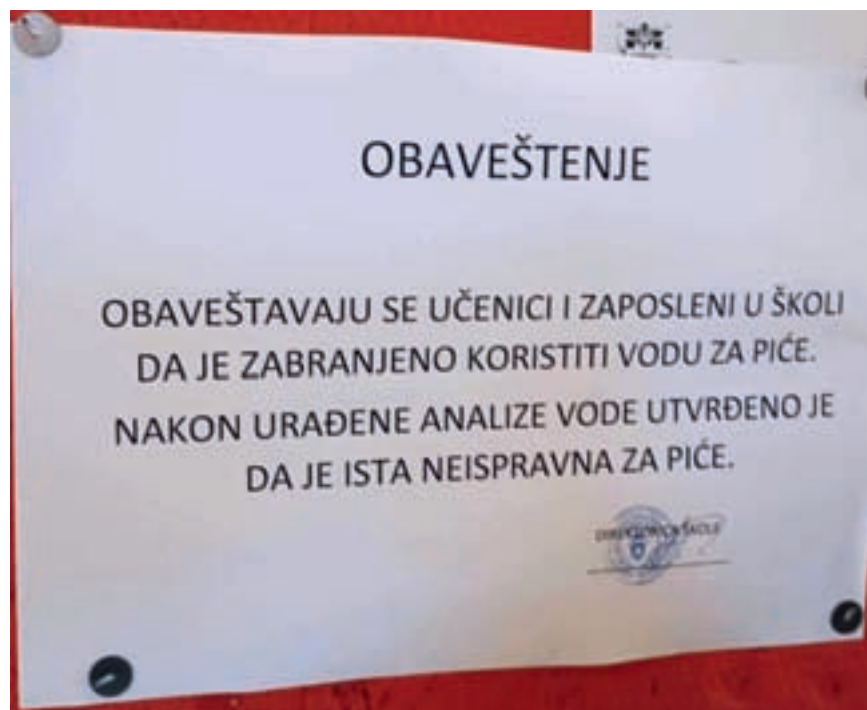 OBAVEŠTENJE
OBAVEŠTAVAJU SE UČENICI I ZAPOSLENI U ŠKOLI
DA JE ZABRANJENO KORISTITI VODU ZA PIĆE.
NAKON URAĐENE ANALIZE VODE UTVRĐENO JE
DA JE ISTA NEISPRAVNA ZA PIĆE.
ŠKOLE